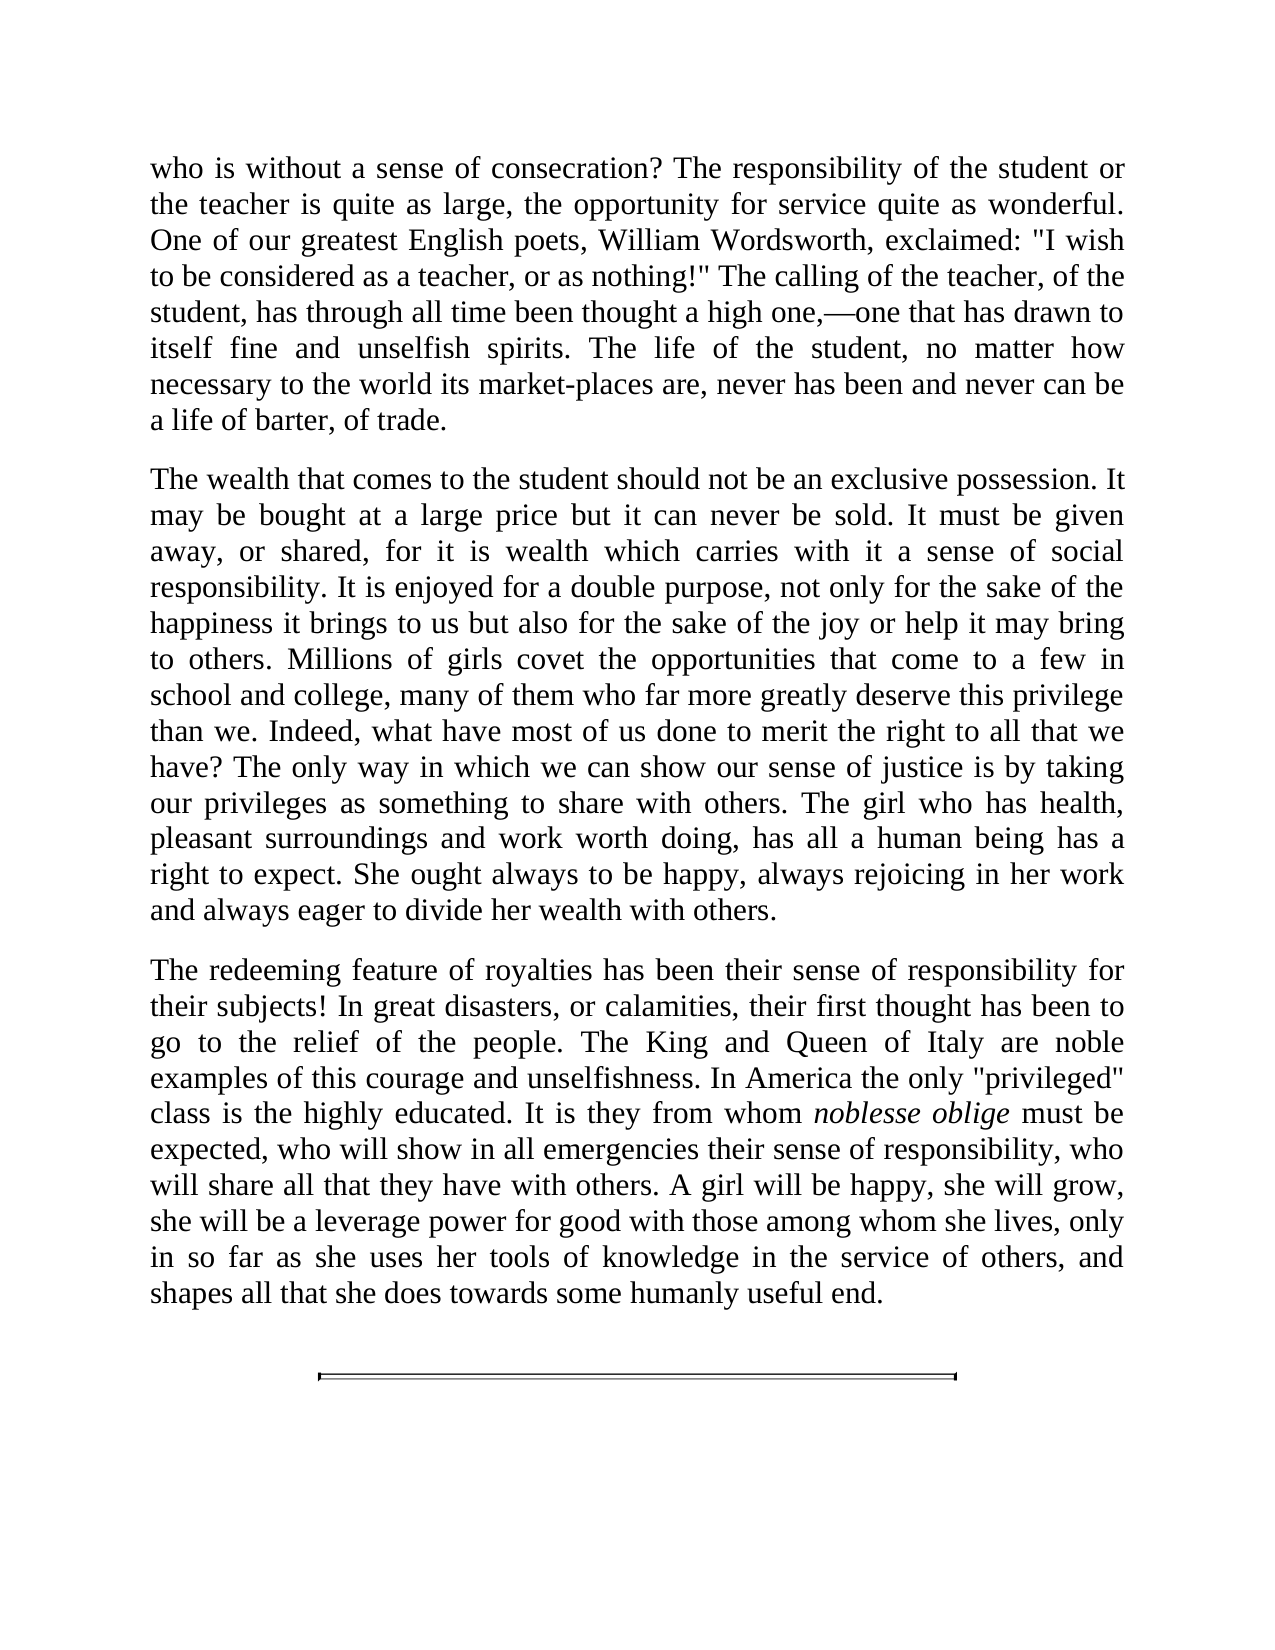 who is without a sense of consecration? The responsibility of the student or
the teacher is quite as large, the opportunity for service quite as wonderful.
One of our greatest English poets, William Wordsworth, exclaimed: "I wish
to be considered as a teacher, or as nothing!" The calling of the teacher, of the
student, has through all time been thought a high one,—one that has drawn to
itself fine and unselfish spirits. The life of the student, no matter how
necessary to the world its market-places are, never has been and never can be
a life of barter, of trade.
The wealth that comes to the student should not be an exclusive possession. It
may be bought at a large price but it can never be sold. It must be given
away, or shared, for it is wealth which carries with it a sense of social
responsibility. It is enjoyed for a double purpose, not only for the sake of the
happiness it brings to us but also for the sake of the joy or help it may bring
to others. Millions of girls covet the opportunities that come to a few in
school and college, many of them who far more greatly deserve this privilege
than we. Indeed, what have most of us done to merit the right to all that we
have? The only way in which we can show our sense of justice is by taking
our privileges as something to share with others. The girl who has health,
pleasant surroundings and work worth doing, has all a human being has a
right to expect. She ought always to be happy, always rejoicing in her work
and always eager to divide her wealth with others.
The redeeming feature of royalties has been their sense of responsibility for
their subjects! In great disasters, or calamities, their first thought has been to
go to the relief of the people. The King and Queen of Italy are noble
examples of this courage and unselfishness. In America the only "privileged"
class is the highly educated. It is they from whom noblesse oblige must be
expected, who will show in all emergencies their sense of responsibility, who
will share all that they have with others. A girl will be happy, she will grow,
she will be a leverage power for good with those among whom she lives, only
in so far as she uses her tools of knowledge in the service of others, and
shapes all that she does towards some humanly useful end.